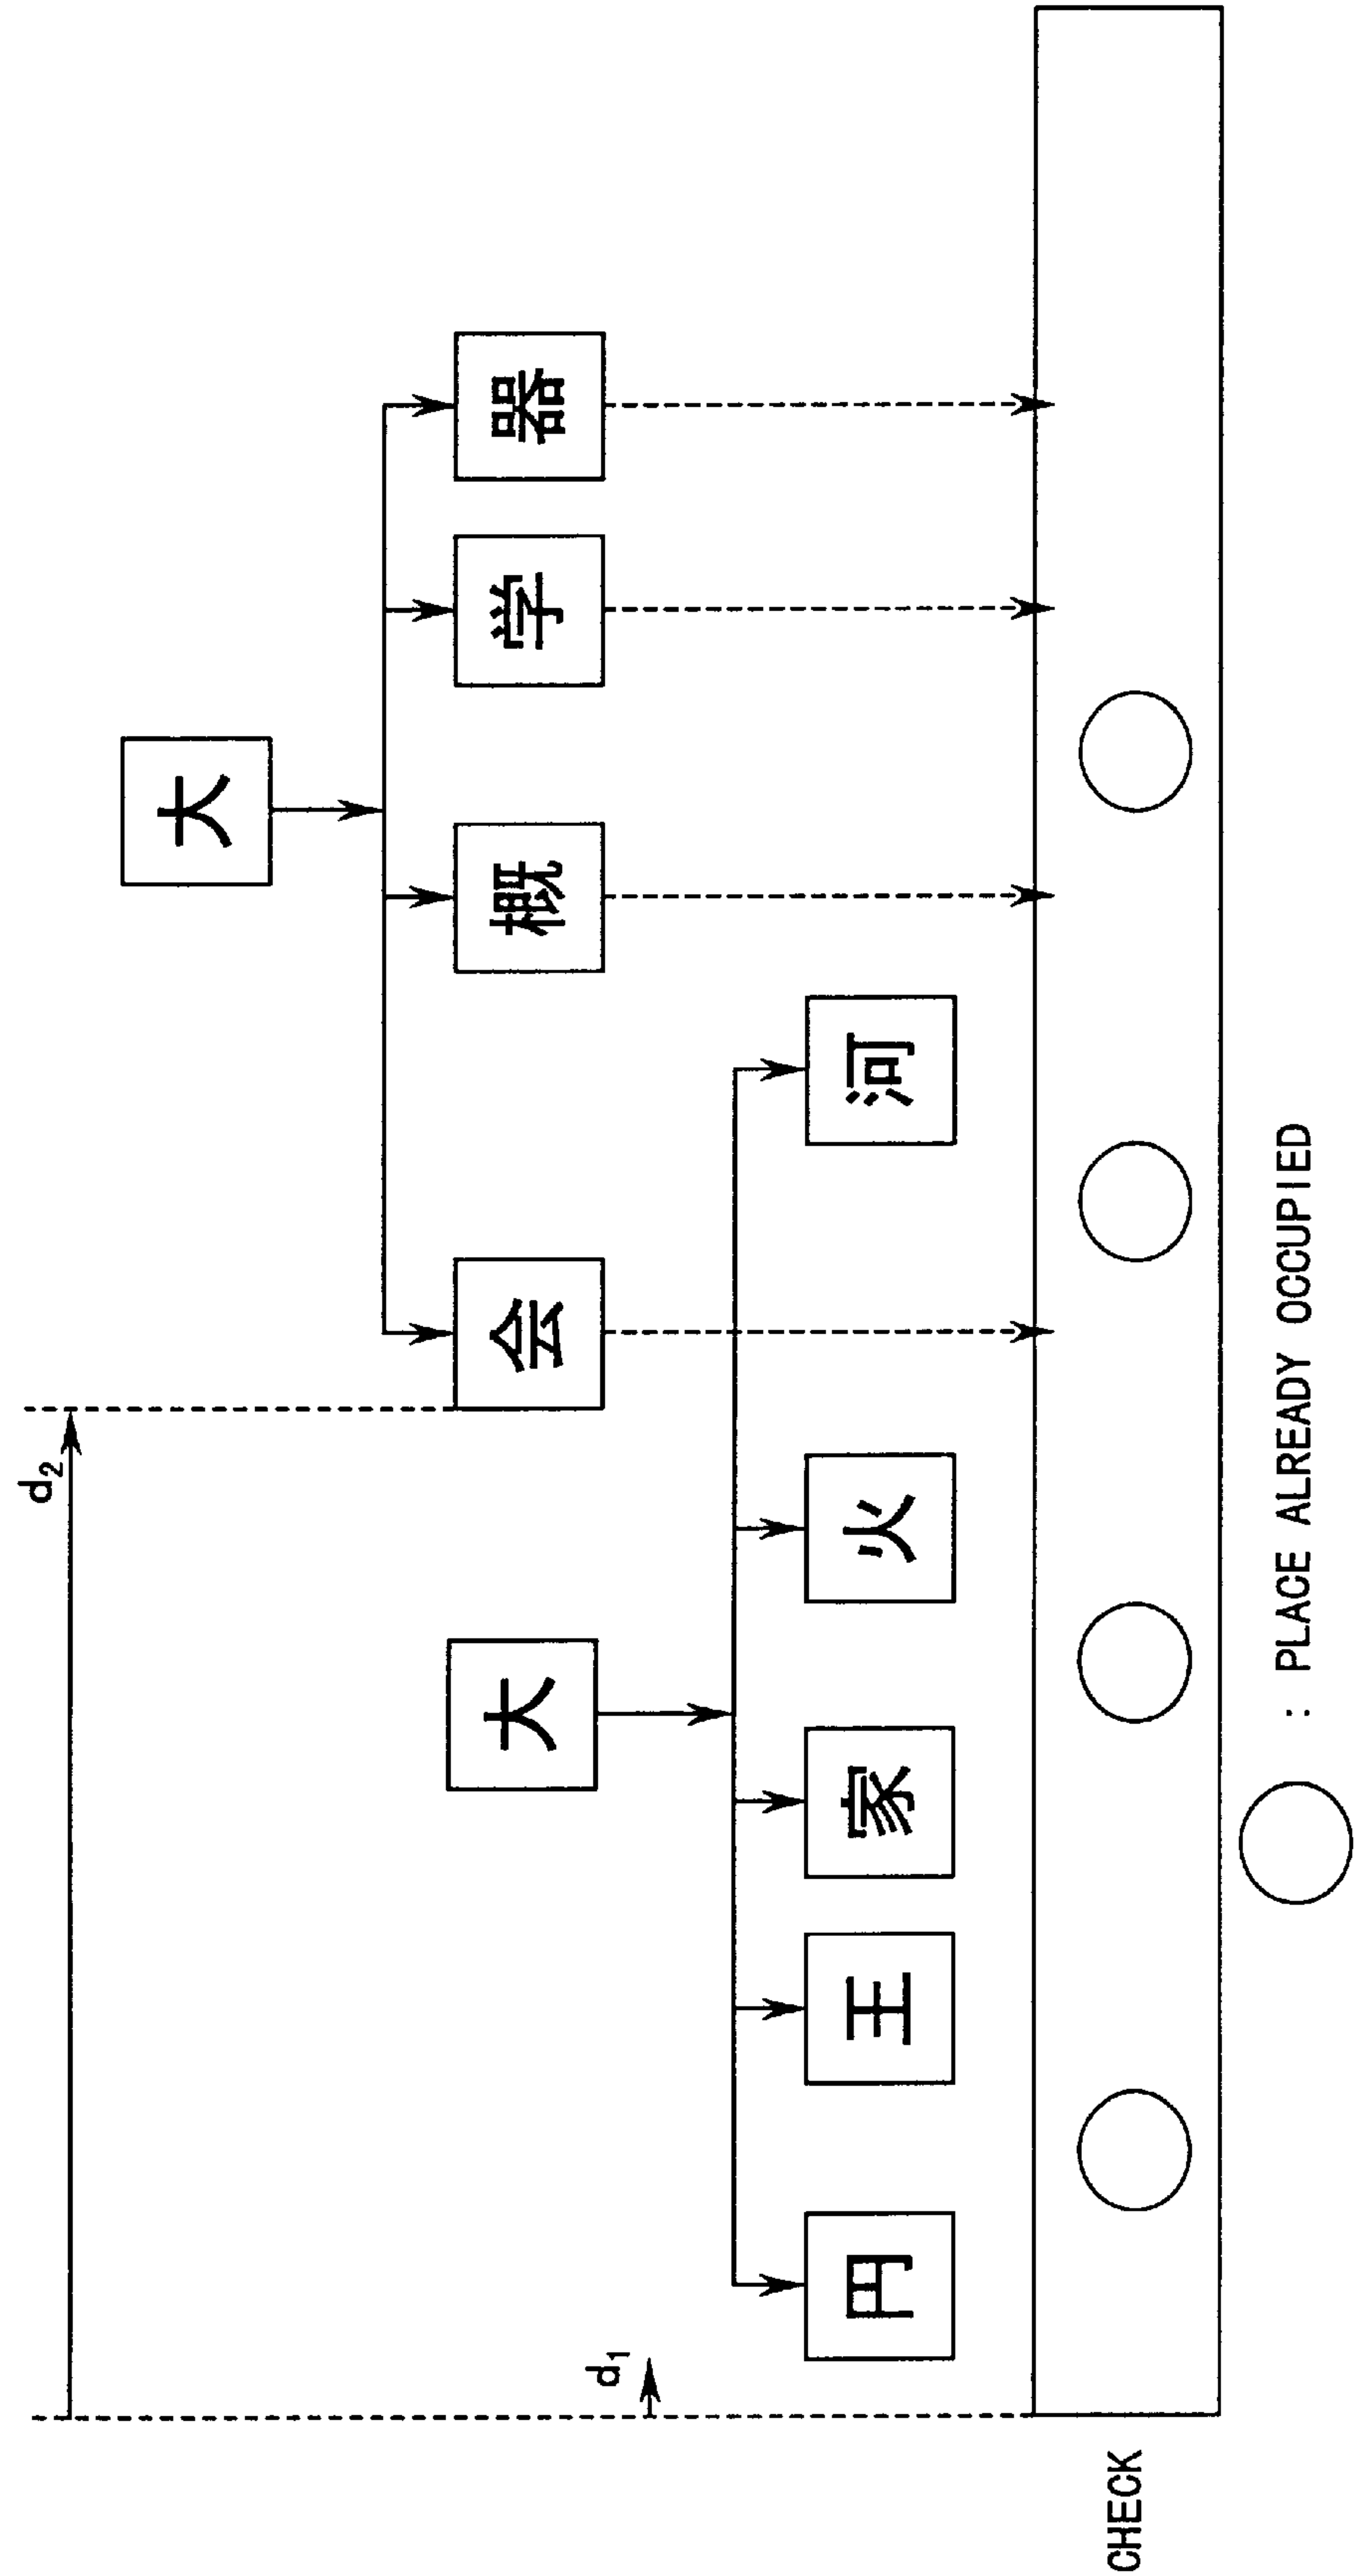 d2
大
会 概 学 器
d1
大
円 王 家 火 河
CHECK
: PLACE ALREADY OCCUPIED